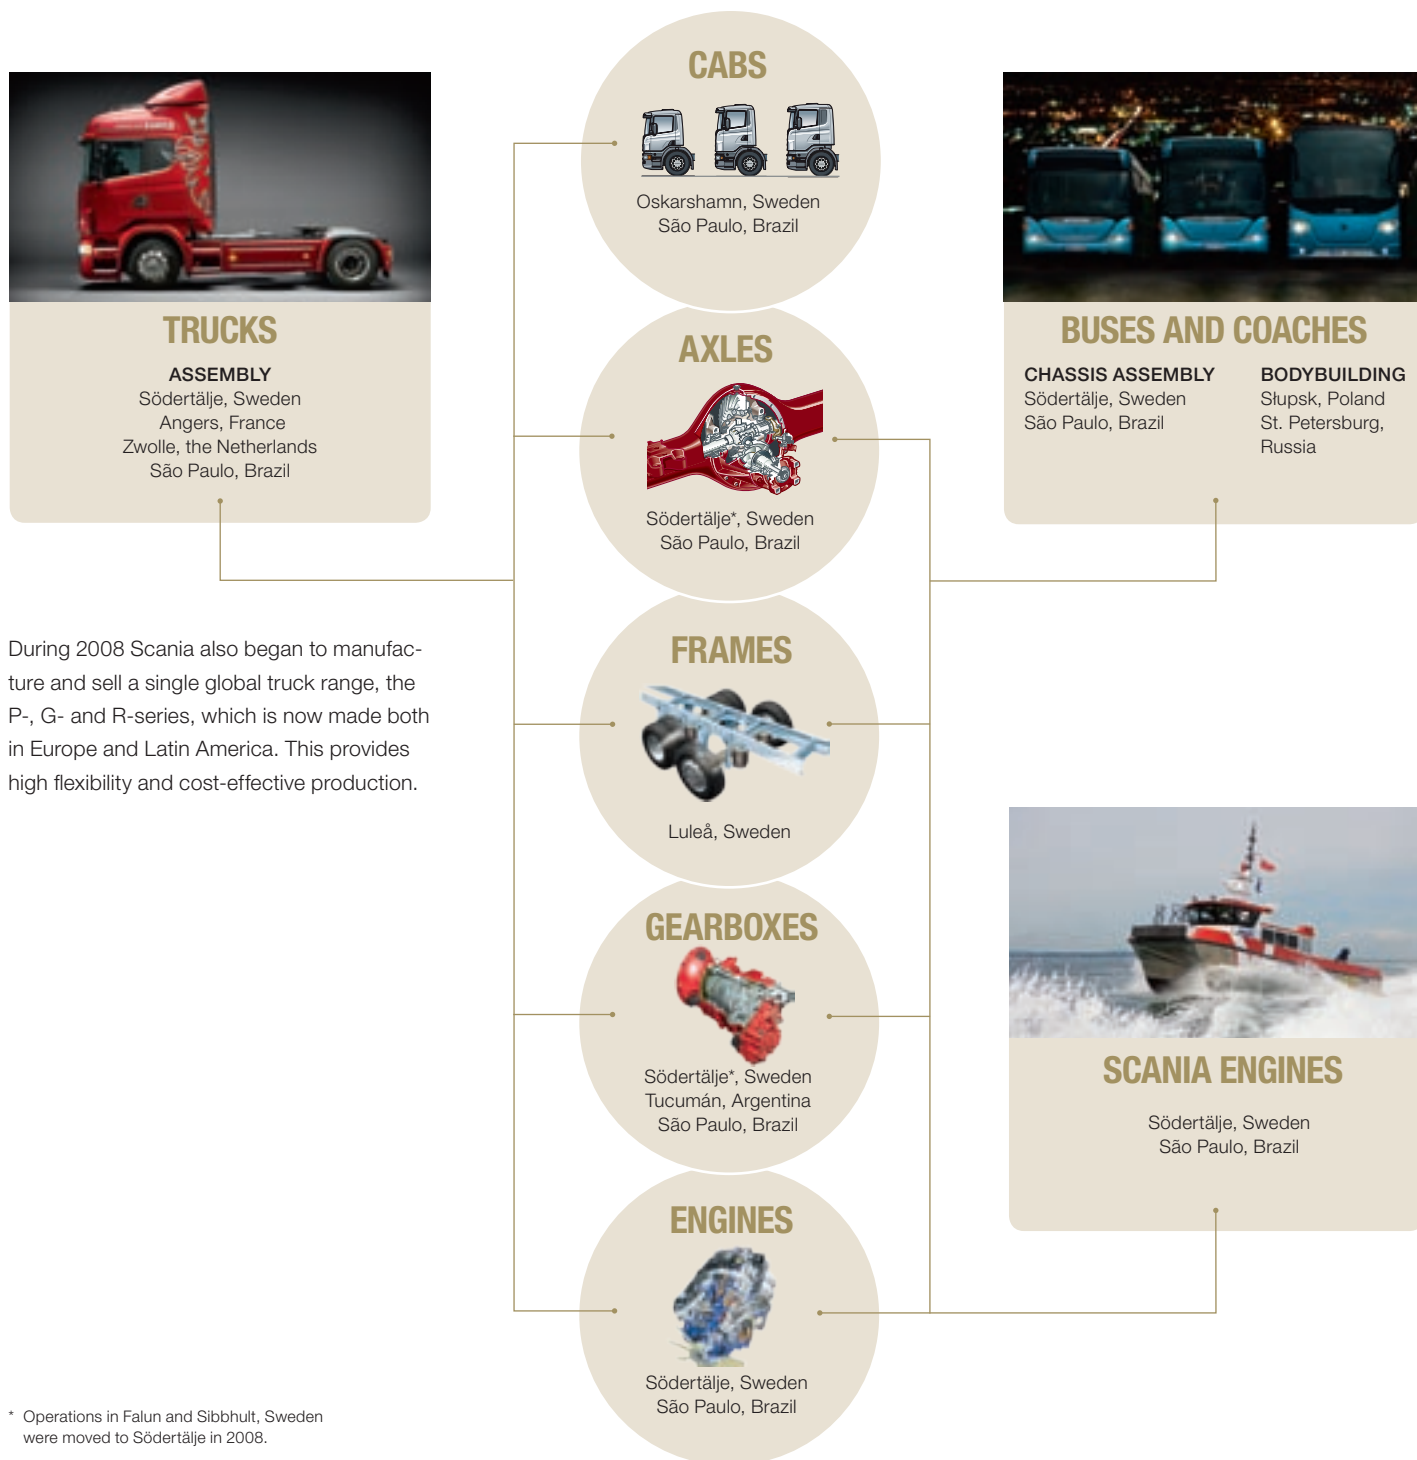 CABS
Oskarshamn, Sweden
São Paulo, Brazil
TRUCKS
ASSEMBLY
Södertälje, Sweden
Angers, France
Zwolle, the Netherlands
São Paulo, Brazil
AXLES
Södertälje*, Sweden
São Paulo, Brazil
BUSES AND COACHES
CHASSIS ASSEMBLY
Södertälje, Sweden
São Paulo, Brazil
BODYBUILDING
Słupsk, Poland
St. Petersburg,
Russia
During 2008 Scania also began to manufac-
ture and sell a single global truck range, the
P-, G- and R-series, which is now made both
in Europe and Latin America. This provides
high flexibility and cost-effective production.
FRAMES
Luleå, Sweden
GEARBOXES
Södertälje*, Sweden
Tucumán, Argentina
São Paulo, Brazil
SCANIA ENGINES
Södertälje, Sweden
São Paulo, Brazil
ENGINES
Södertälje, Sweden
São Paulo, Brazil
* Operations in Falun and Sibbhult, Sweden
were moved to Södertälje in 2008.